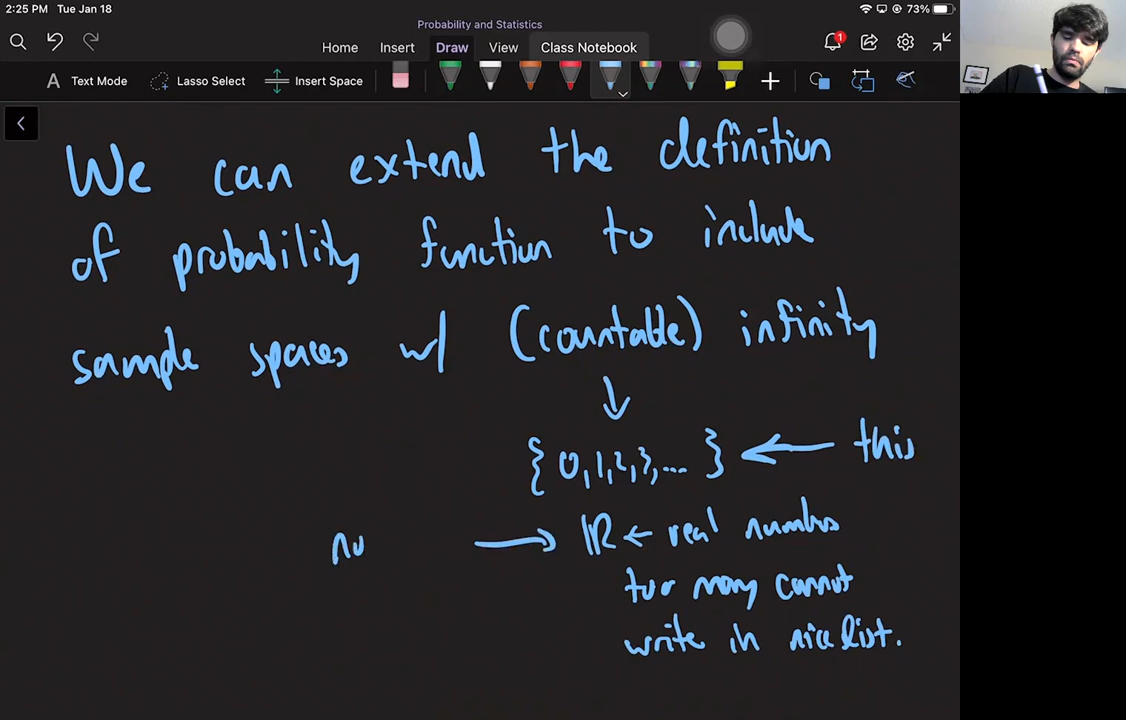 2:25 PM Tue Jan 18
73%
Probability and Statistics
Home Insert Draw View Class Notebook
1
A Text Mode Lasso Select Insert Space
We can extend the definition
of probability function to include
sample spaces w/ (countable) infinity
↓
{0,1,2,3,... } ← this
no → ℝ ← real numbers
too many cannot
write in nice list.